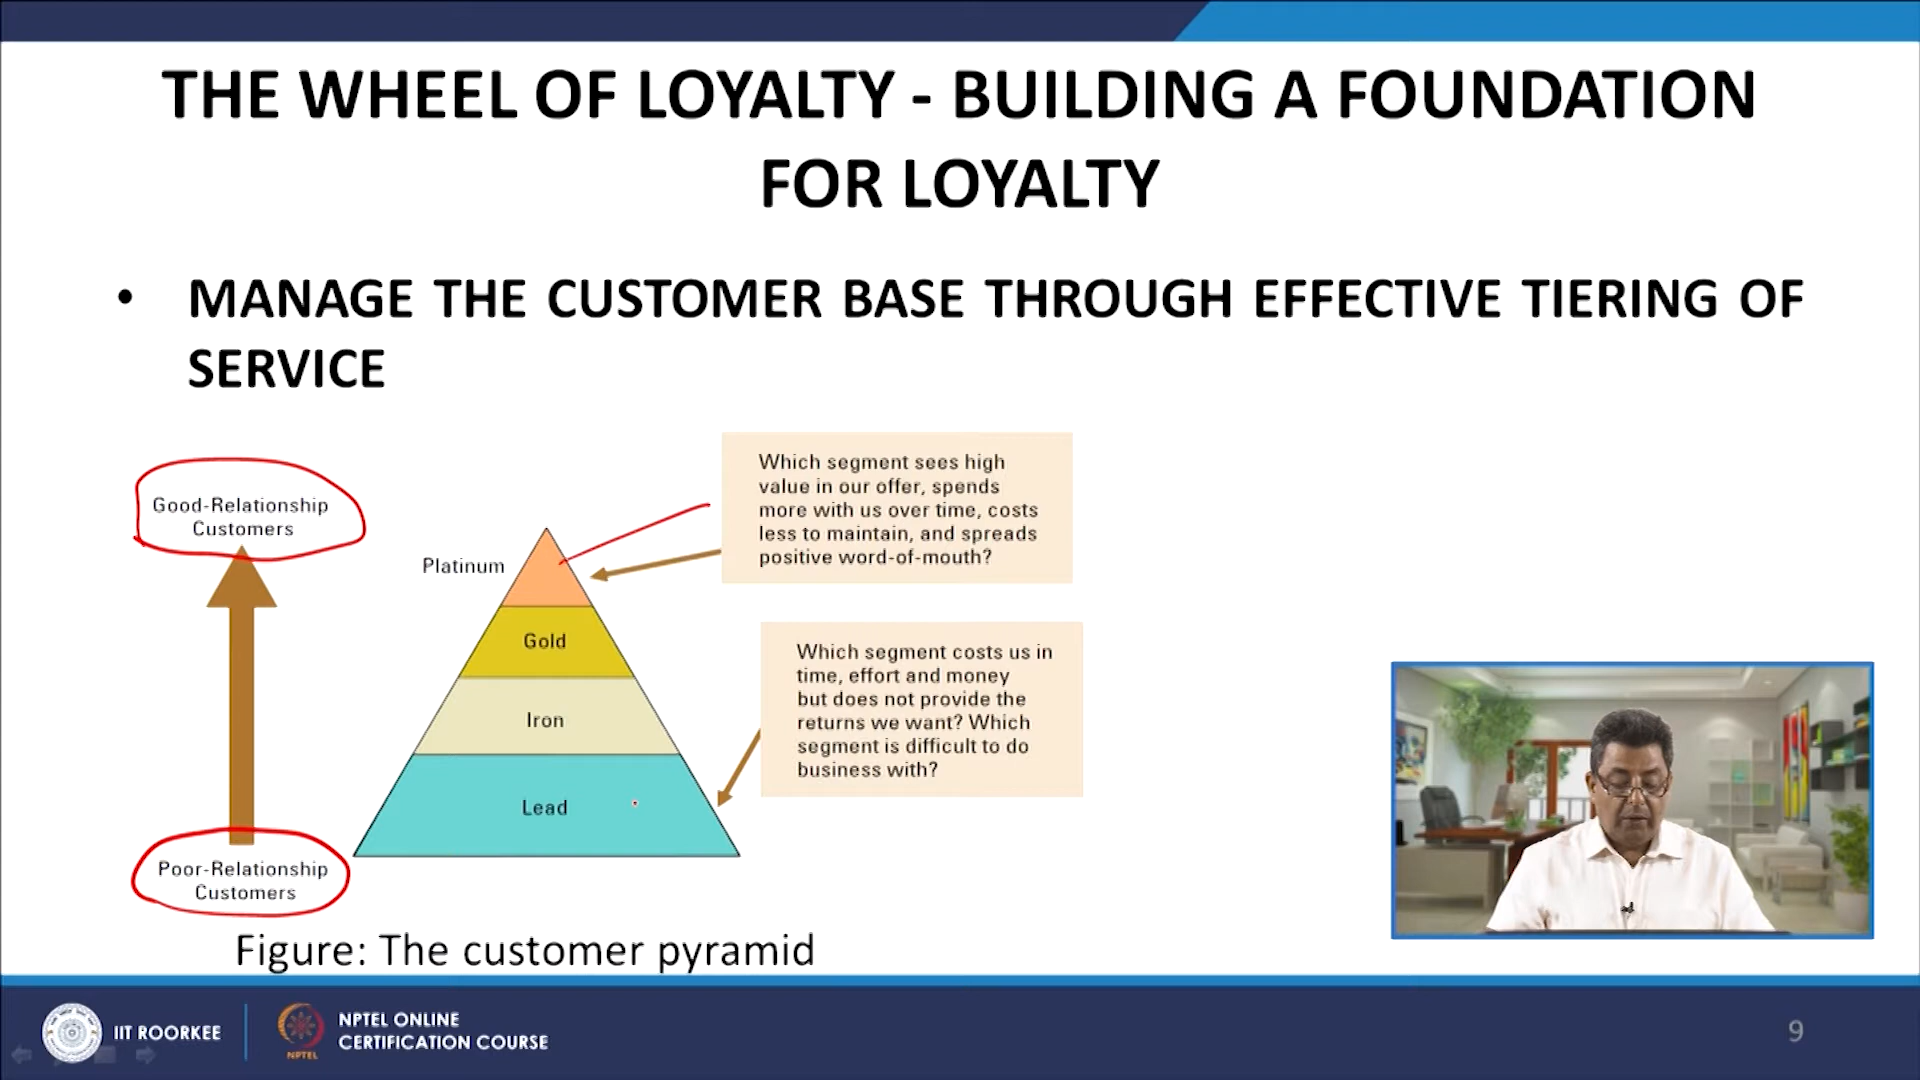 THE WHEEL OF LOYALTY - BUILDING A FOUNDATION
FOR LOYALTY
• MANAGE THE CUSTOMER BASE THROUGH EFFECTIVE TIERING OF
SERVICE
Good-Relationship
Customers
Poor-Relationship
Customers
Platinum
Gold
Iron
Lead
Which segment sees high
value in our offer, spends
more with us over time, costs
less to maintain, and spreads
positive word-of-mouth?
Which segment costs us in
time, effort and money
but does not provide the
returns we want? Which
segment is difficult to do
business with?
Figure: The customer pyramid
IIT ROORKEE
NPTEL
NPTEL ONLINE
CERTIFICATION COURSE
9